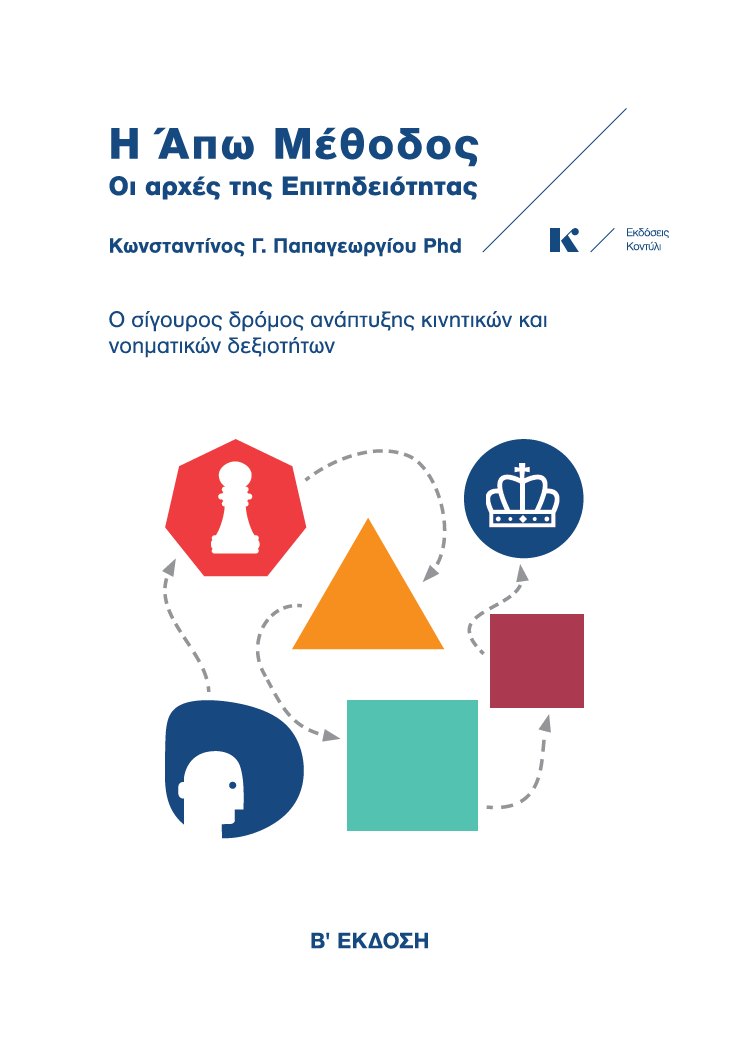 Η Άπω Μέθοδος
Οι αρχές της Επιτηδειότητας
Κωνσταντίνος Γ. Παπαγεωργίου Phd
Εκδόσεις
Κοντύλι
Ο σίγουρος δρόμος ανάπτυξης κινητικών και
νοηματικών δεξιοτήτων
Β' ΕΚΔΟΣΗ